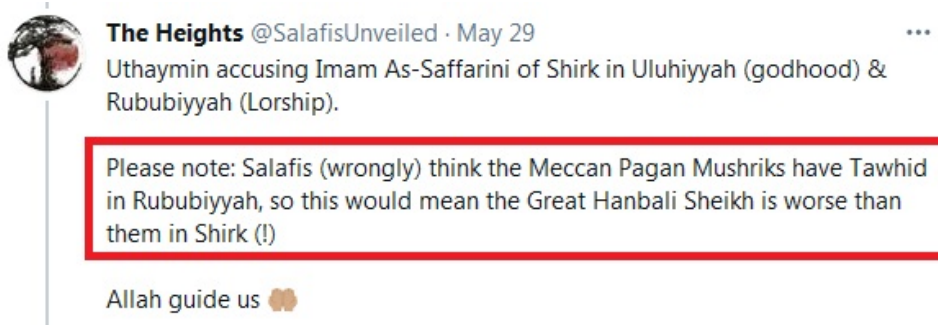 The Heights @SalafisUnveiled · May 29
Uthaymin accusing Imam As-Saffarini of Shirk in Uluhiyyah (godhood) &
Rububiyyah (Lorship).
Please note: Salafis (wrongly) think the Meccan Pagan Mushriks have Tawhid
in Rububiyyah, so this would mean the Great Hanbali Sheikh is worse than
them in Shirk (!)
Allah guide us 🤲🏽